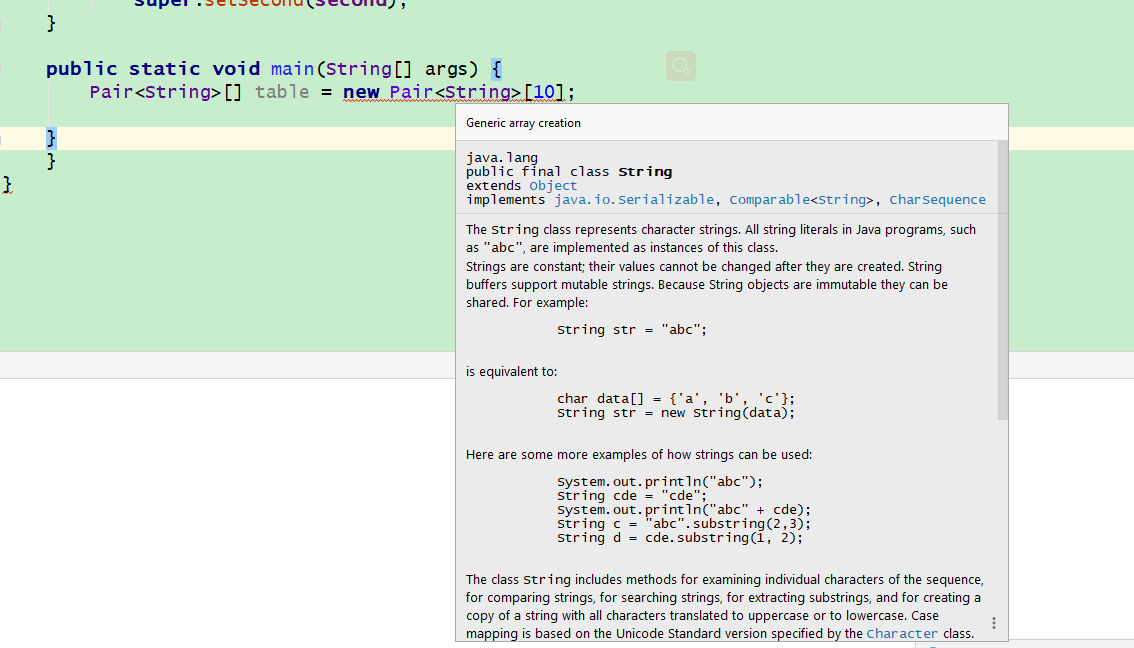 super.setSecond(second);
}
public static void main(String[] args) {
Pair<String>[] table = new Pair<String>[10];
}
}
}
Generic array creation
java.lang
public final class String
extends Object
implements java.io.Serializable, Comparable<String>, CharSequence
The String class represents character strings. All string literals in Java programs, such
as "abc", are implemented as instances of this class.
Strings are constant; their values cannot be changed after they are created. String
buffers support mutable strings. Because String objects are immutable they can be
shared. For example:
String str = "abc";
is equivalent to:
char data[] = {'a', 'b', 'c'};
String str = new String(data);
Here are some more examples of how strings can be used:
System.out.println("abc");
String cde = "cde";
System.out.println("abc" + cde);
String c = "abc".substring(2,3);
String d = cde.substring(1, 2);
The class String includes methods for examining individual characters of the sequence,
for comparing strings, for searching strings, for extracting substrings, and for creating a
copy of a string with all characters translated to uppercase or to lowercase. Case
mapping is based on the Unicode Standard version specified by the Character class.